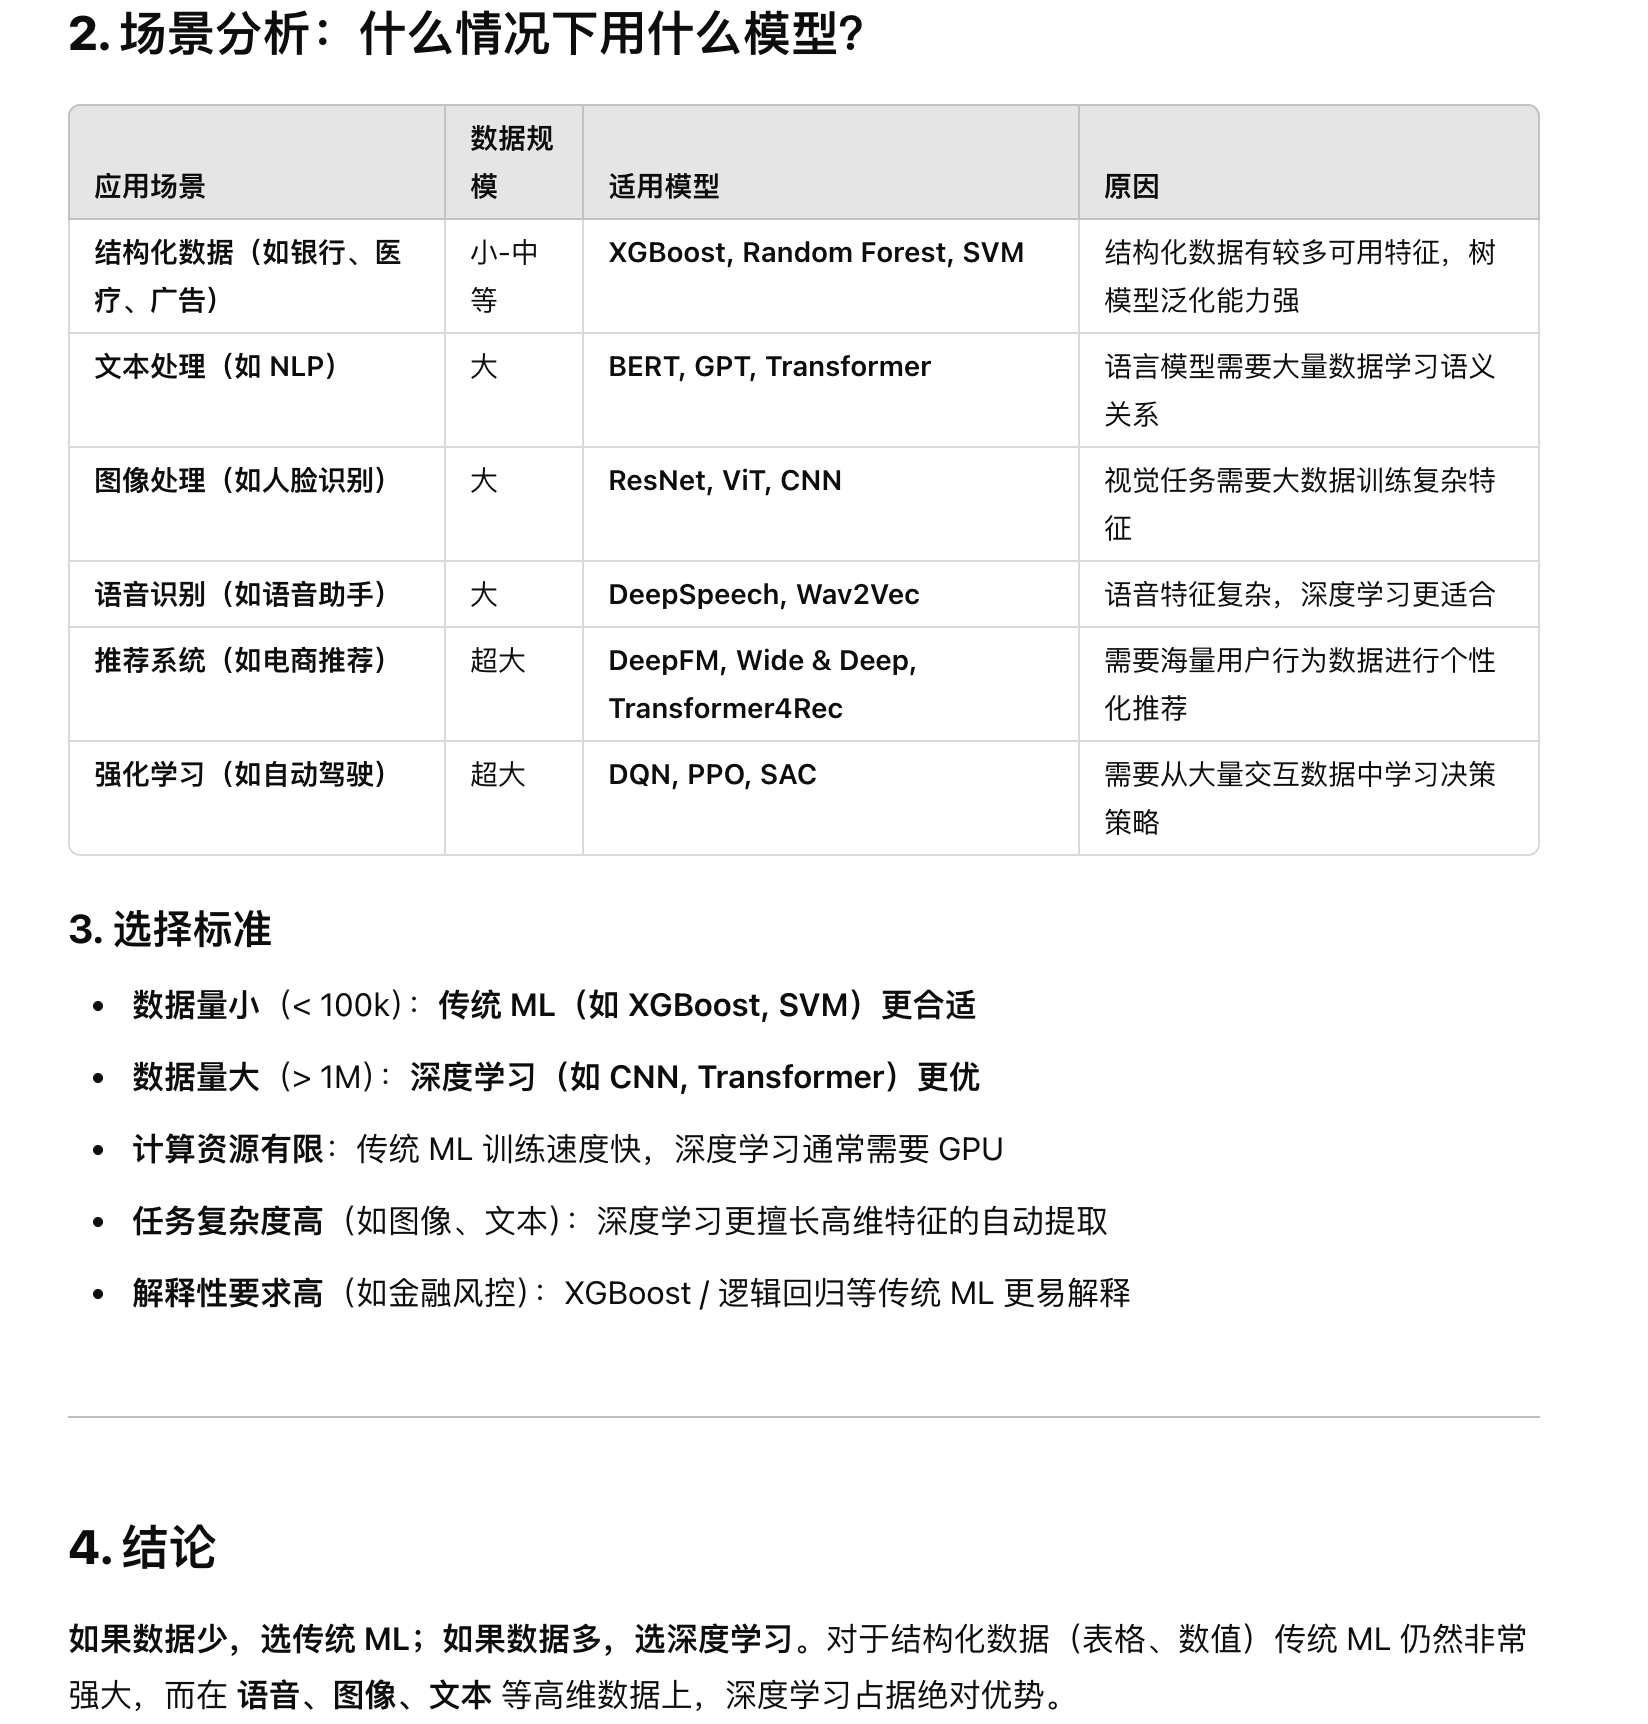 2. 场景分析：什么情况下用什么模型？
应用场景
数据规
模
适用模型
原因
结构化数据（如银行、医
疗、广告）
小-中
等
XGBoost, Random Forest, SVM
结构化数据有较多可用特征，树
模型泛化能力强
文本处理（如 NLP）
大
BERT, GPT, Transformer
语言模型需要大量数据学习语义
关系
图像处理（如人脸识别）
大
ResNet, ViT, CNN
视觉任务需要大数据训练复杂特
征
语音识别（如语音助手）
大
DeepSpeech, Wav2Vec
语音特征复杂，深度学习更适合
推荐系统（如电商推荐）
超大
DeepFM, Wide & Deep,
Transformer4Rec
需要海量用户行为数据进行个性
化推荐
强化学习（如自动驾驶）
超大
DQN, PPO, SAC
需要从大量交互数据中学习决策
策略
3. 选择标准
• 数据量小（< 100k）：传统 ML（如 XGBoost, SVM）更合适
• 数据量大（> 1M）：深度学习（如 CNN, Transformer）更优
• 计算资源有限：传统 ML 训练速度快，深度学习通常需要 GPU
• 任务复杂度高（如图像、文本）：深度学习更擅长高维特征的自动提取
• 解释性要求高（如金融风控）：XGBoost / 逻辑回归等传统 ML 更易解释
4. 结论
如果数据少，选传统 ML；如果数据多，选深度学习。对于结构化数据（表格、数值）传统 ML 仍然非常
强大，而在 语音、图像、文本 等高维数据上，深度学习占据绝对优势。